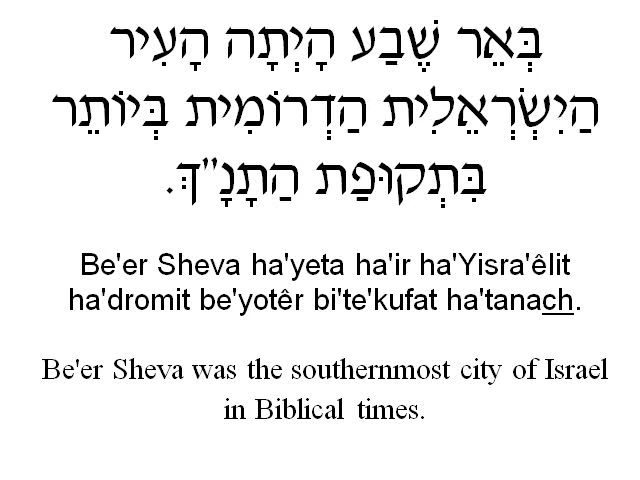 בְּאֵר שֶׁבַע הָיְתָה הָעִיר
הַיִשְׂרְאֵלִית הַדְרוֹמִית בְּיוֹתֵר
בִּתְקוּפַת הַתָנָ"ךְ.
Be'er Sheva ha'yeta ha'ir ha'Yisra'êlit
ha'dromit be'yotêr bi'te'kufat ha'tanach.
Be'er Sheva was the southernmost city of Israel
in Biblical times.